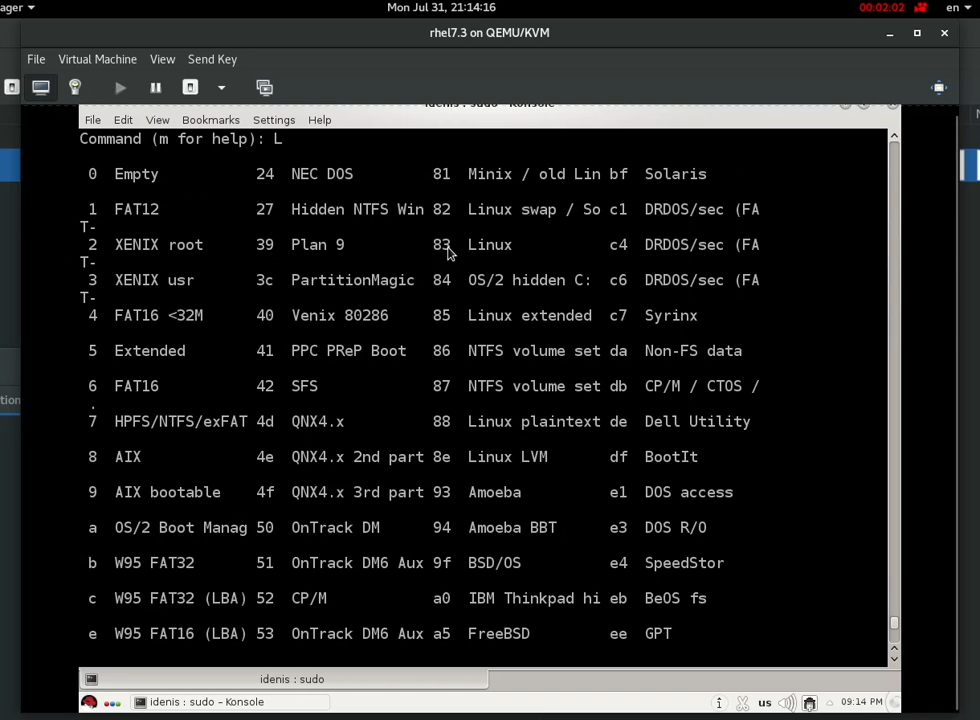 ager
Mon Jul 31, 21:14:16
00:02:02
en
rhel7.3 on QEMU/KVM
File Virtual Machine View Send Key
idenis : sudo - Konsole
File Edit View Bookmarks Settings Help
Command (m for help): L
0 Empty 24 NEC DOS 81 Minix / old Lin bf Solaris
1 FAT12 27 Hidden NTFS Win 82 Linux swap / So c1 DRDOS/sec (FA
T-
2 XENIX root 39 Plan 9 83 Linux c4 DRDOS/sec (FA
T-
3 XENIX usr 3c PartitionMagic 84 OS/2 hidden C: c6 DRDOS/sec (FA
T-
4 FAT16 <32M 40 Venix 80286 85 Linux extended c7 Syrinx
5 Extended 41 PPC PReP Boot 86 NTFS volume set da Non-FS data
6 FAT16 42 SFS 87 NTFS volume set db CP/M / CTOS /
.
7 HPFS/NTFS/exFAT 4d QNX4.x 88 Linux plaintext de Dell Utility
8 AIX 4e QNX4.x 2nd part 8e Linux LVM df BootIt
9 AIX bootable 4f QNX4.x 3rd part 93 Amoeba e1 DOS access
a OS/2 Boot Manag 50 OnTrack DM 94 Amoeba BBT e3 DOS R/O
b W95 FAT32 51 OnTrack DM6 Aux 9f BSD/OS e4 SpeedStor
c W95 FAT32 (LBA) 52 CP/M a0 IBM Thinkpad hi eb BeOS fs
e W95 FAT16 (LBA) 53 OnTrack DM6 Aux a5 FreeBSD ee GPT
tion
idenis : sudo
idenis : sudo - Konsole
us
09:14 PM